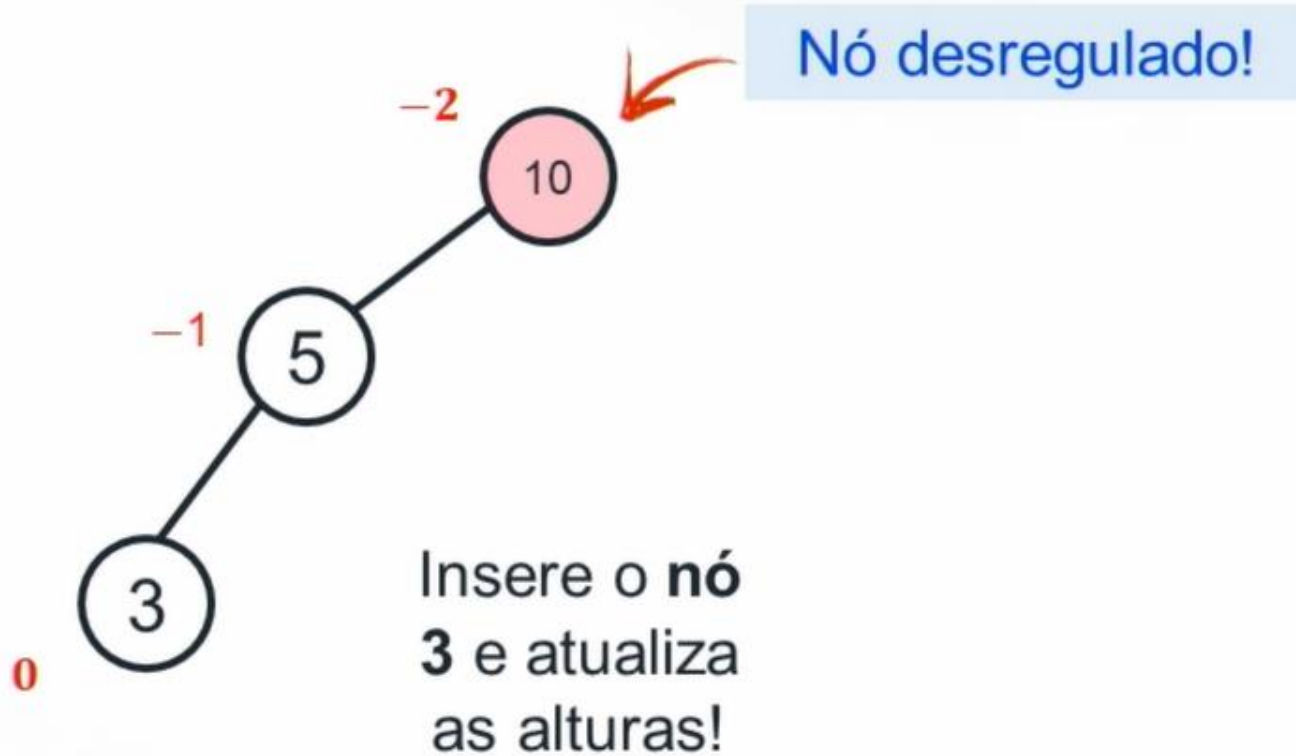 Nó desregulado!
−2
10
−1
5
3
0
Insere o nó
3 e atualiza
as alturas!